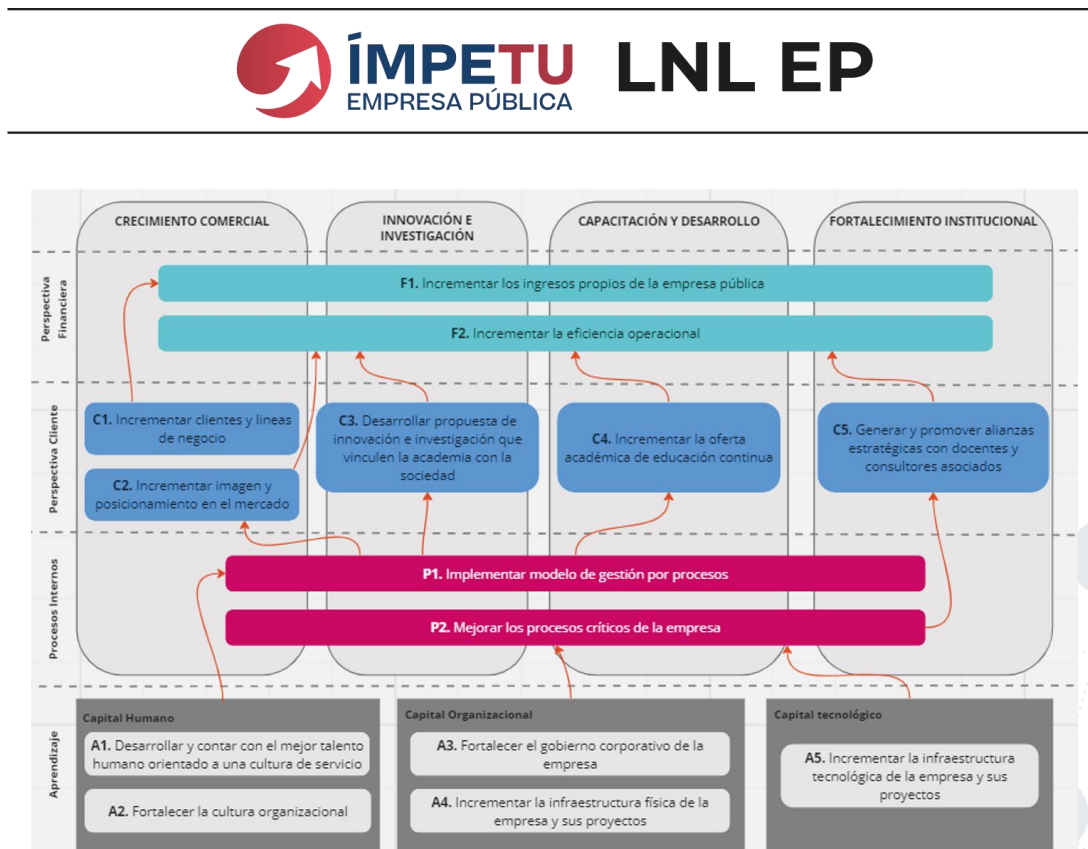 ÍMPETU
EMPRESA PÚBLICA
LNL EP
CRECIMIENTO COMERCIAL
INNOVACIÓN E
INVESTIGACIÓN
CAPACITACIÓN Y DESARROLLO
FORTALECIMIENTO INSTITUCIONAL
Perspectiva
Financiera
F1. Incrementar los ingresos propios de la empresa pública
F2. Incrementar la eficiencia operacional
Perspectiva Cliente
C1. Incrementar clientes y lineas
de negocio
C2. Incrementar imagen y
posicionamiento en el mercado
C3. Desarrollar propuesta de
innovación e investigación que
vinculen la academia con la
sociedad
C4. Incrementar la oferta
académica de educación continua
C5. Generar y promover alianzas
estratégicas con docentes y
consultores asociados
Procesos Internos
P1. Implementar modelo de gestión por procesos
P2. Mejorar los procesos críticos de la empresa
Aprendizaje
Capital Humano
A1. Desarrollar y contar con el mejor talento
humano orientado a una cultura de servicio
A2. Fortalecer la cultura organizacional
Capital Organizacional
A3. Fortalecer el gobierno corporativo de la
empresa
A4. Incrementar la infraestructura física de la
empresa y sus proyectos
Capital tecnológico
A5. Incrementar la infraestructura
tecnológica de la empresa y sus
proyectos